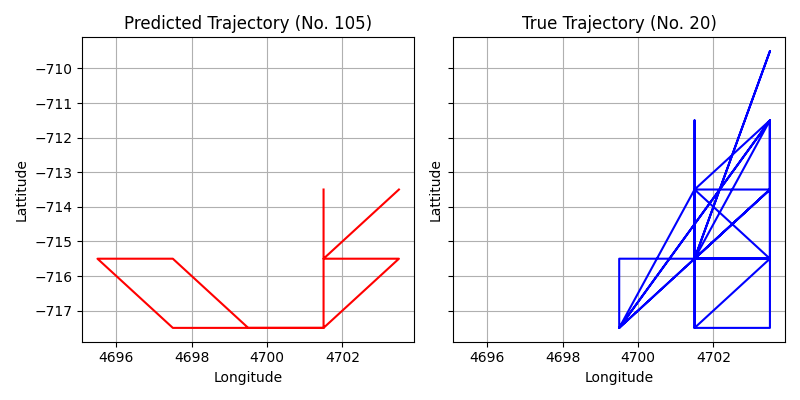 Predicted Trajectory (No. 105)
True Trajectory (No. 20)
Lattitude
−710
−711
−712
−713
−714
−715
−716
−717
4696
4698
4700
4702
Longitude
Lattitude
4696
4698
4700
4702
Longitude